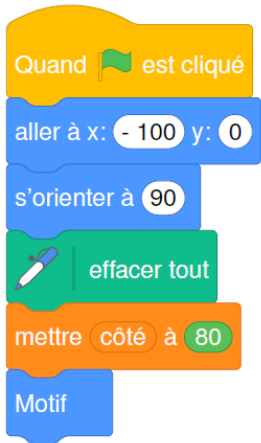 Quand est cliqué
aller à x: - 100 y: 0
s'orienter à 90
effacer tout
mettre côté à 80
Motif